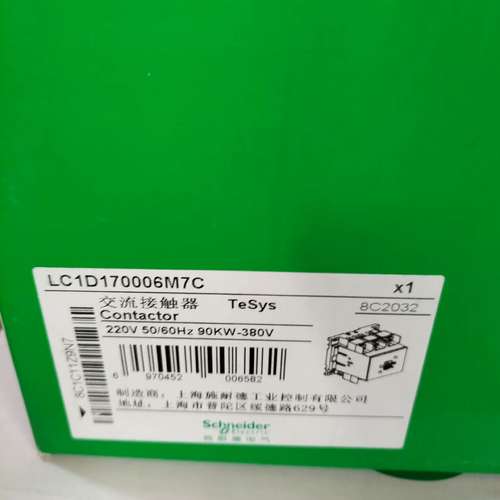 LC1D170006M7C x1
交流接触器 TeSys 8C2032
Contactor
220V 50/60Hz 90KW-380V
8C1C11Z9N7
6 970452 006582
制造商: 上海施耐德工业控制有限公司
地址: 上海市普陀区绥德路629号
Schneider
Electric
施耐德电气